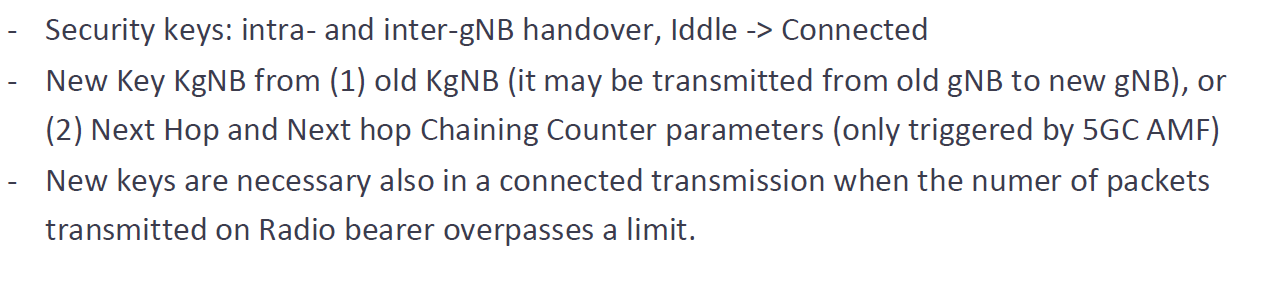 - Security keys: intra- and inter-gNB handover, Iddle -> Connected
- New Key KgNB from (1) old KgNB (it may be transmitted from old gNB to new gNB), or
(2) Next Hop and Next hop Chaining Counter parameters (only triggered by 5GC AMF)
- New keys are necessary also in a connected transmission when the numer of packets
transmitted on Radio bearer overpasses a limit.